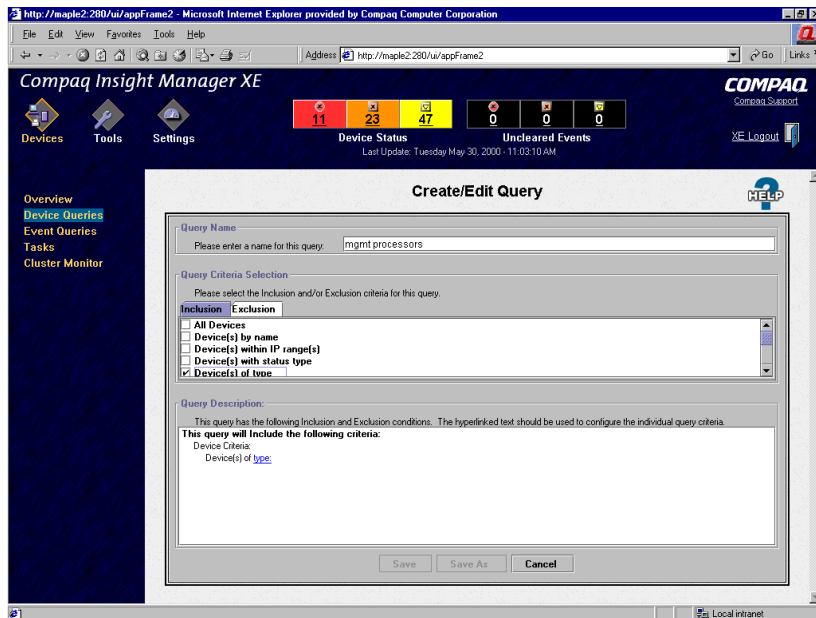 http://maple2:280/ui/appFrame2 - Microsoft Internet Explorer provided by Compaq Computer Corporation
File Edit View Favorites Tools Help
Address http://maple2:280/ui/appFrame2 Go Links
Compaq Insight Manager XE
COMPAQ
Compaq Support
Devices Tools Settings
11 23 47 0 0 0
Device Status Uncleared Events
Last Update: Tuesday May 30, 2000 - 11:03:10 AM
XE Logout
Overview
Device Queries
Event Queries
Tasks
Cluster Monitor
Create/Edit Query
HELP
Query Name
Please enter a name for this query: mgmt processors
Query Criteria Selection
Please select the Inclusion and/or Exclusion criteria for this query.
Inclusion Exclusion
All Devices
Device(s) by name
Device(s) within IP range(s)
Device(s) with status type
Device(s) of type
Query Description:
This query has the following Inclusion and Exclusion conditions. The hyperlinked text should be used to configure the individual query criteria.
This query will Include the following criteria:
Device Criteria:
Device(s) of type:
Save Save As Cancel
Local intranet